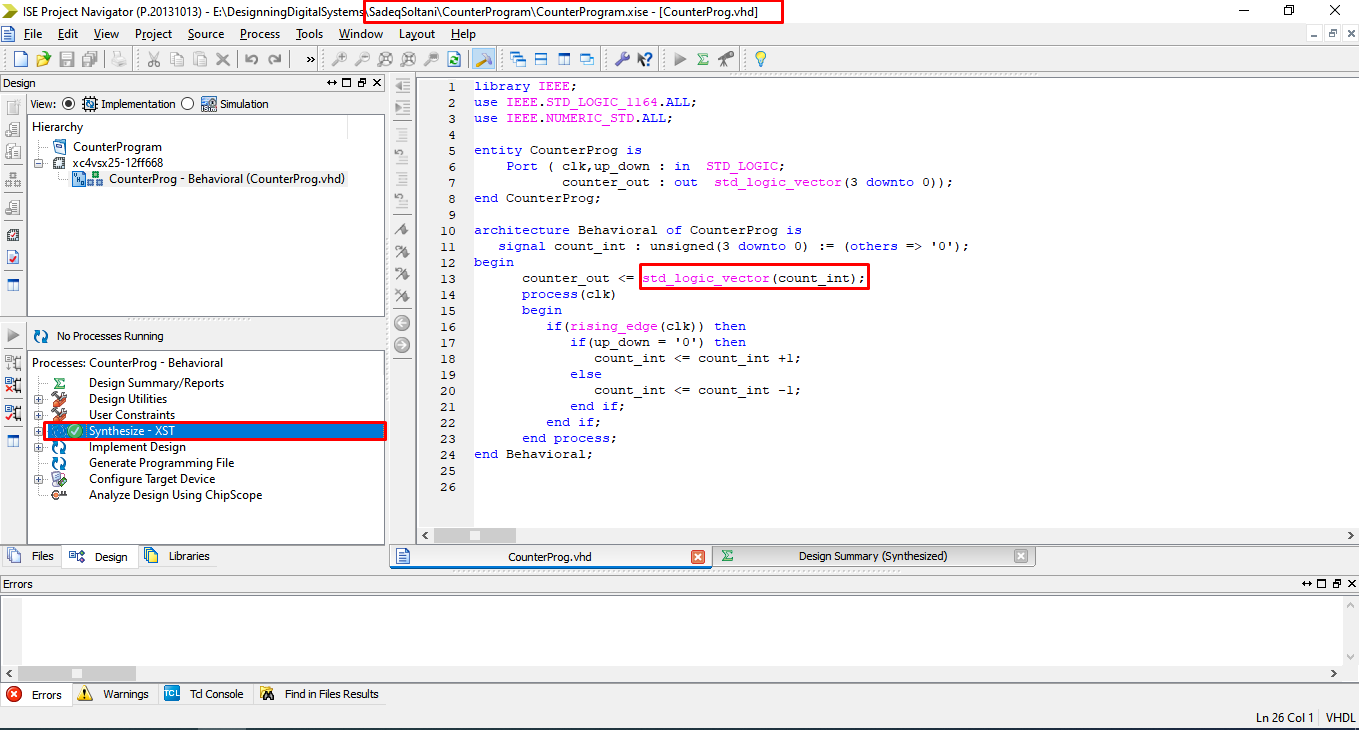 ISE Project Navigator (P.20131013) - E:\DesignningDigitalSystems\SadeqSoltani\CounterProgram\CounterProgram.xise - [CounterProg.vhd]
File Edit View Project Source Process Tools Window Layout Help
»
Design
View: Implementation Simulation
Hierarchy
CounterProgram
xc4vsx25-12ff668
CounterProg - Behavioral (CounterProg.vhd)
No Processes Running
Processes: CounterProg - Behavioral
Design Summary/Reports
Design Utilities
User Constraints
Synthesize - XST
Implement Design
Generate Programming File
Configure Target Device
Analyze Design Using ChipScope
Files Design Libraries
1 library IEEE;
2 use IEEE.STD_LOGIC_1164.ALL;
3 use IEEE.NUMERIC_STD.ALL;
4
5 entity CounterProg is
6 Port ( clk,up_down : in STD_LOGIC;
7 counter_out : out std_logic_vector(3 downto 0));
8 end CounterProg;
9
10 architecture Behavioral of CounterProg is
11 signal count_int : unsigned(3 downto 0) := (others => '0');
12 begin
13 counter_out <= std_logic_vector(count_int);
14 process(clk)
15 begin
16 if(rising_edge(clk)) then
17 if(up_down = '0') then
18 count_int <= count_int +1;
19 else
20 count_int <= count_int -1;
21 end if;
22 end if;
23 end process;
24 end Behavioral;
25
26
CounterProg.vhd Design Summary (Synthesized)
Errors
Errors Warnings TCL Tcl Console Find in Files Results
Ln 26 Col 1 VHDL